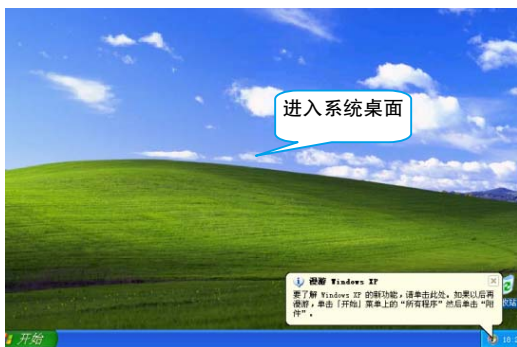 进入系统桌面
漫游 Windows XP
要了解 Windows XP 的新功能，请单击此处。如果以后再
漫游，单击「开始」菜单上的“所有程序”然后单击“附
件”。
开始